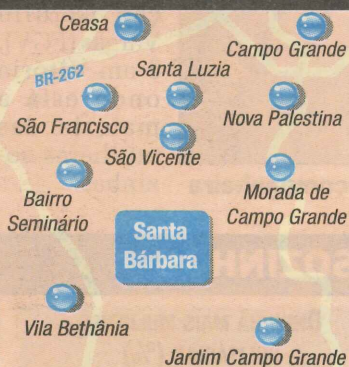 Ceasa
Campo Grande
BR-262
Santa Luzia
São Francisco
Nova Palestina
São Vicente
Bairro
Seminário
Morada de
Campo Grande
Santa
Bárbara
Vila Bethânia
Jardim Campo Grande